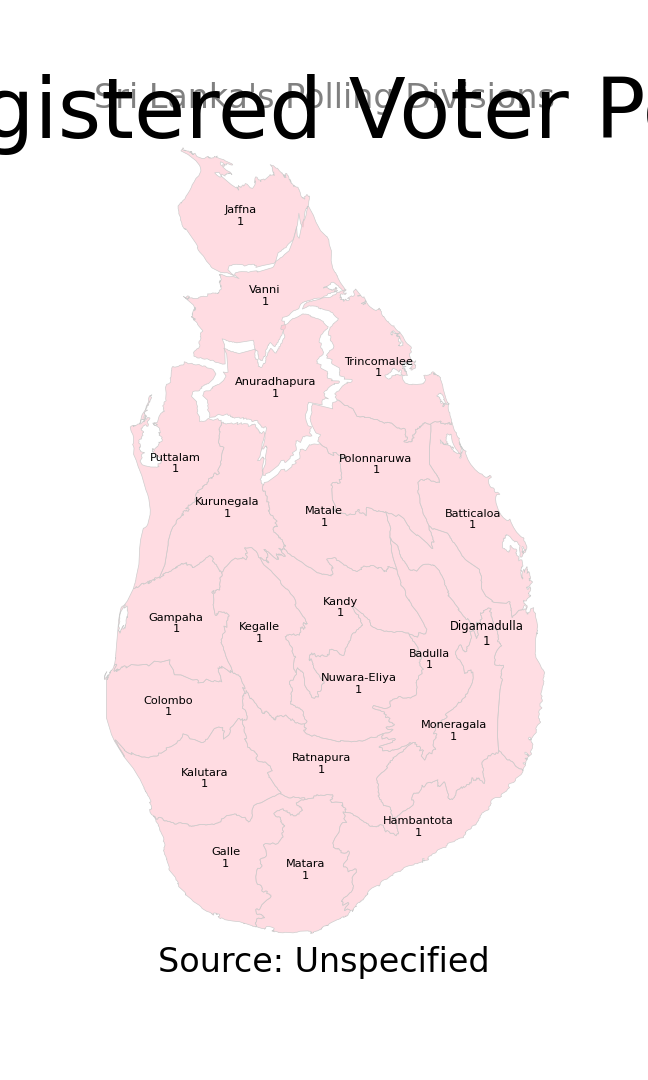 Sri Lanka's Polling Divisions
gistered Voter P
Jaffna
1
Vanni
1
Trincomalee
1
Anuradhapura
1
Puttalam
1
Polonnaruwa
1
Kurunegala
1
Matale
1
Batticaloa
1
Kandy
1
Gampaha
1
Kegalle
1
Digamadulla
1
Badulla
1
Nuwara-Eliya
1
Colombo
1
Moneragala
1
Ratnapura
1
Kalutara
1
Hambantota
1
Galle
1
Matara
1
Source: Unspecified